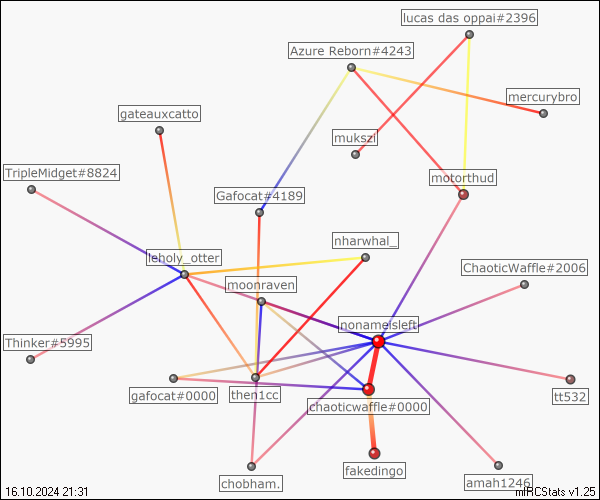 lucas das oppai#2396
Azure Reborn#4243
mercurybro
gateauxcatto
mukszi
TripleMidget#8824
motorthud
Gafocat#4189
nharwhal_
leholy_otter
ChaoticWaffle#2006
moonraven
nonameisleft
Thinker#5995
gafocat#0000
then1cc
tt532
chaoticwaffle#0000
fakedingo
chobham.
amah1246
16.10.2024 21:31
mIRCStats v1.25